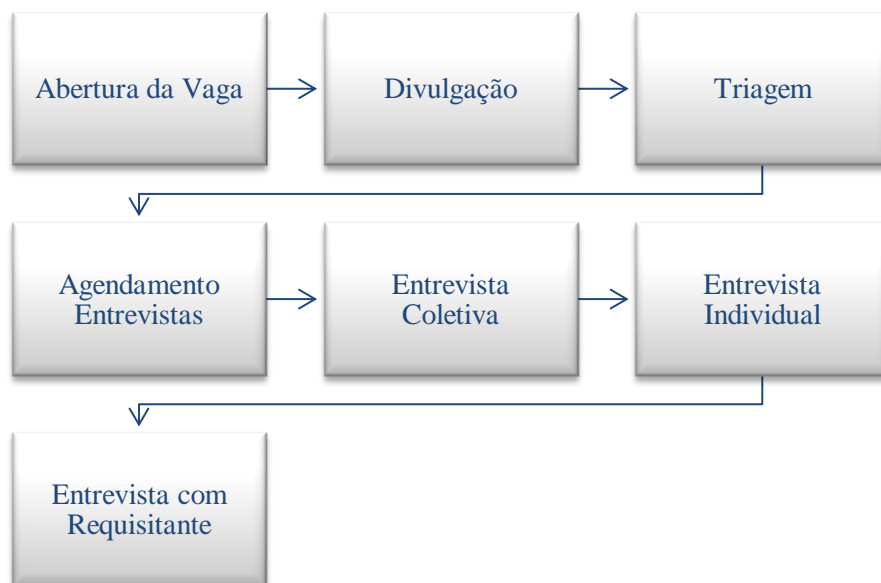 Abertura da Vaga
Divulgação
Triagem
Agendamento
Entrevistas
Entrevista
Coletiva
Entrevista
Individual
Entrevista com
Requisitante